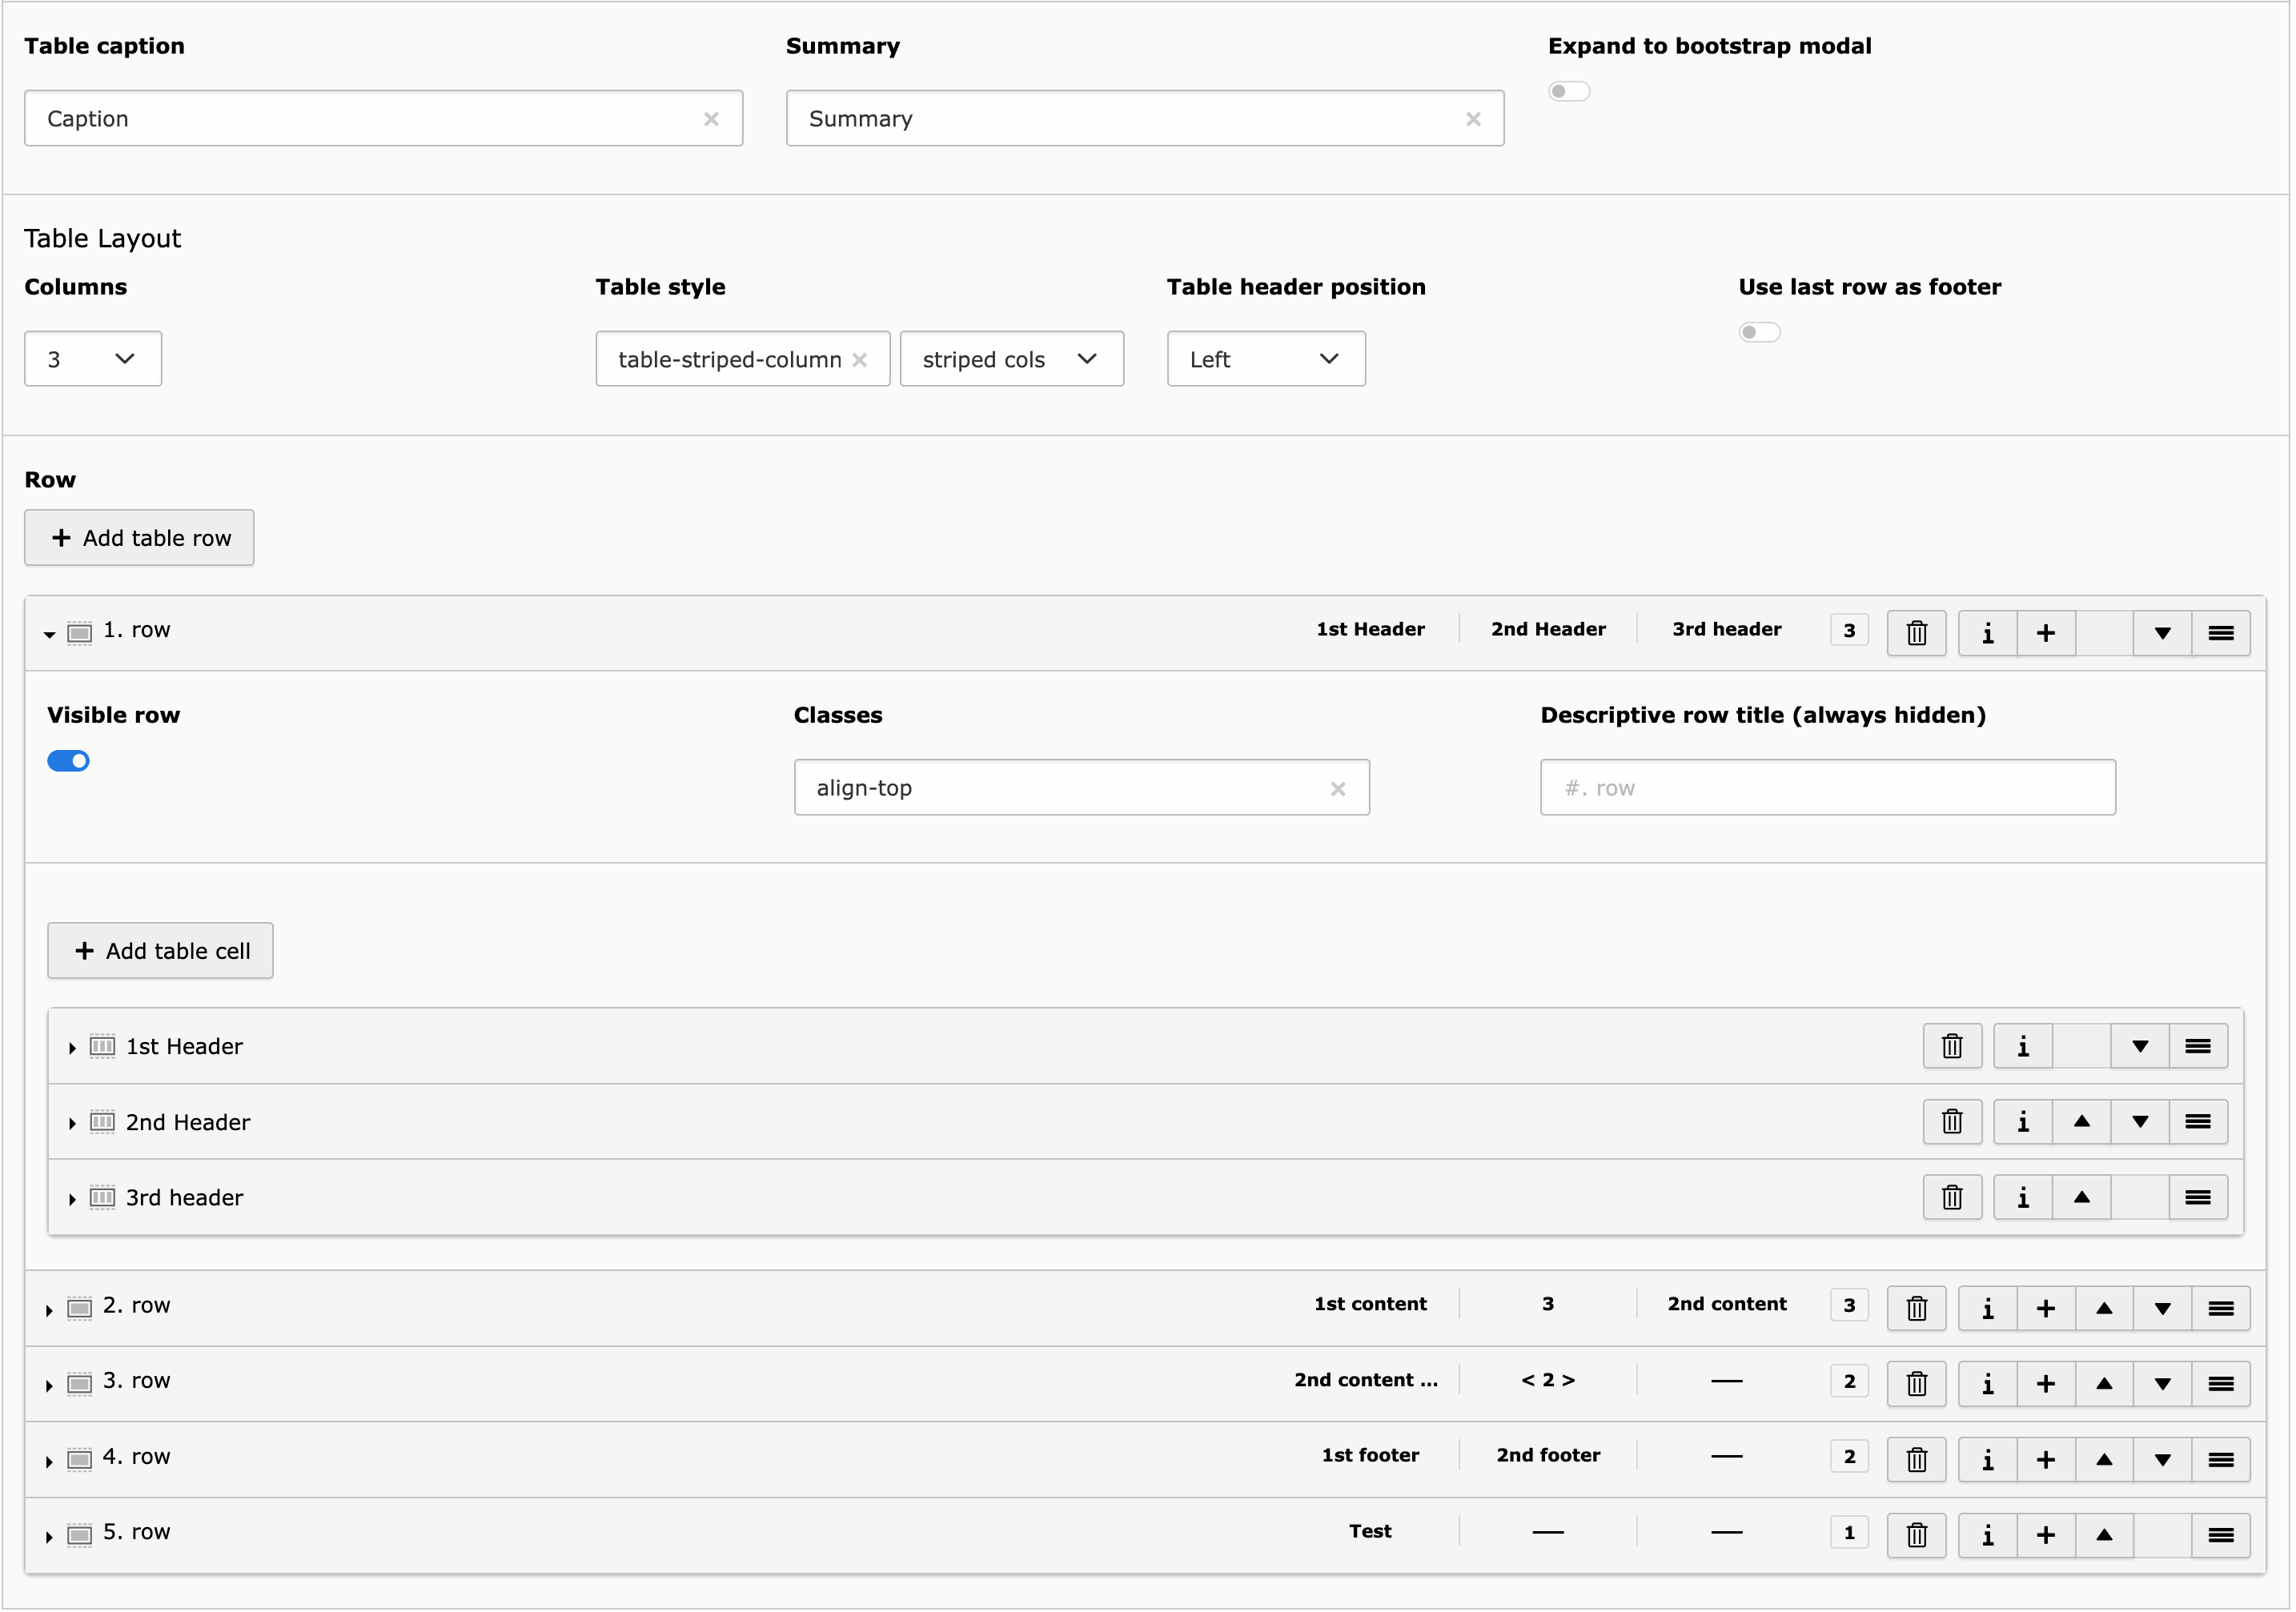 Table caption Summary Expand to bootstrap modal
Caption Summary
Table Layout
Columns Table style Table header position Use last row as footer
3 table-striped-column striped cols Left
Row
+ Add table row
1. row 1st Header 2nd Header 3rd header 3
Visible row Classes Descriptive row title (always hidden)
align-top #. row
+ Add table cell
1st Header
2nd Header
3rd header
2. row 1st content 3 2nd content 3
3. row 2nd content ... < 2 > — 2
4. row 1st footer 2nd footer — 2
5. row Test — — 1